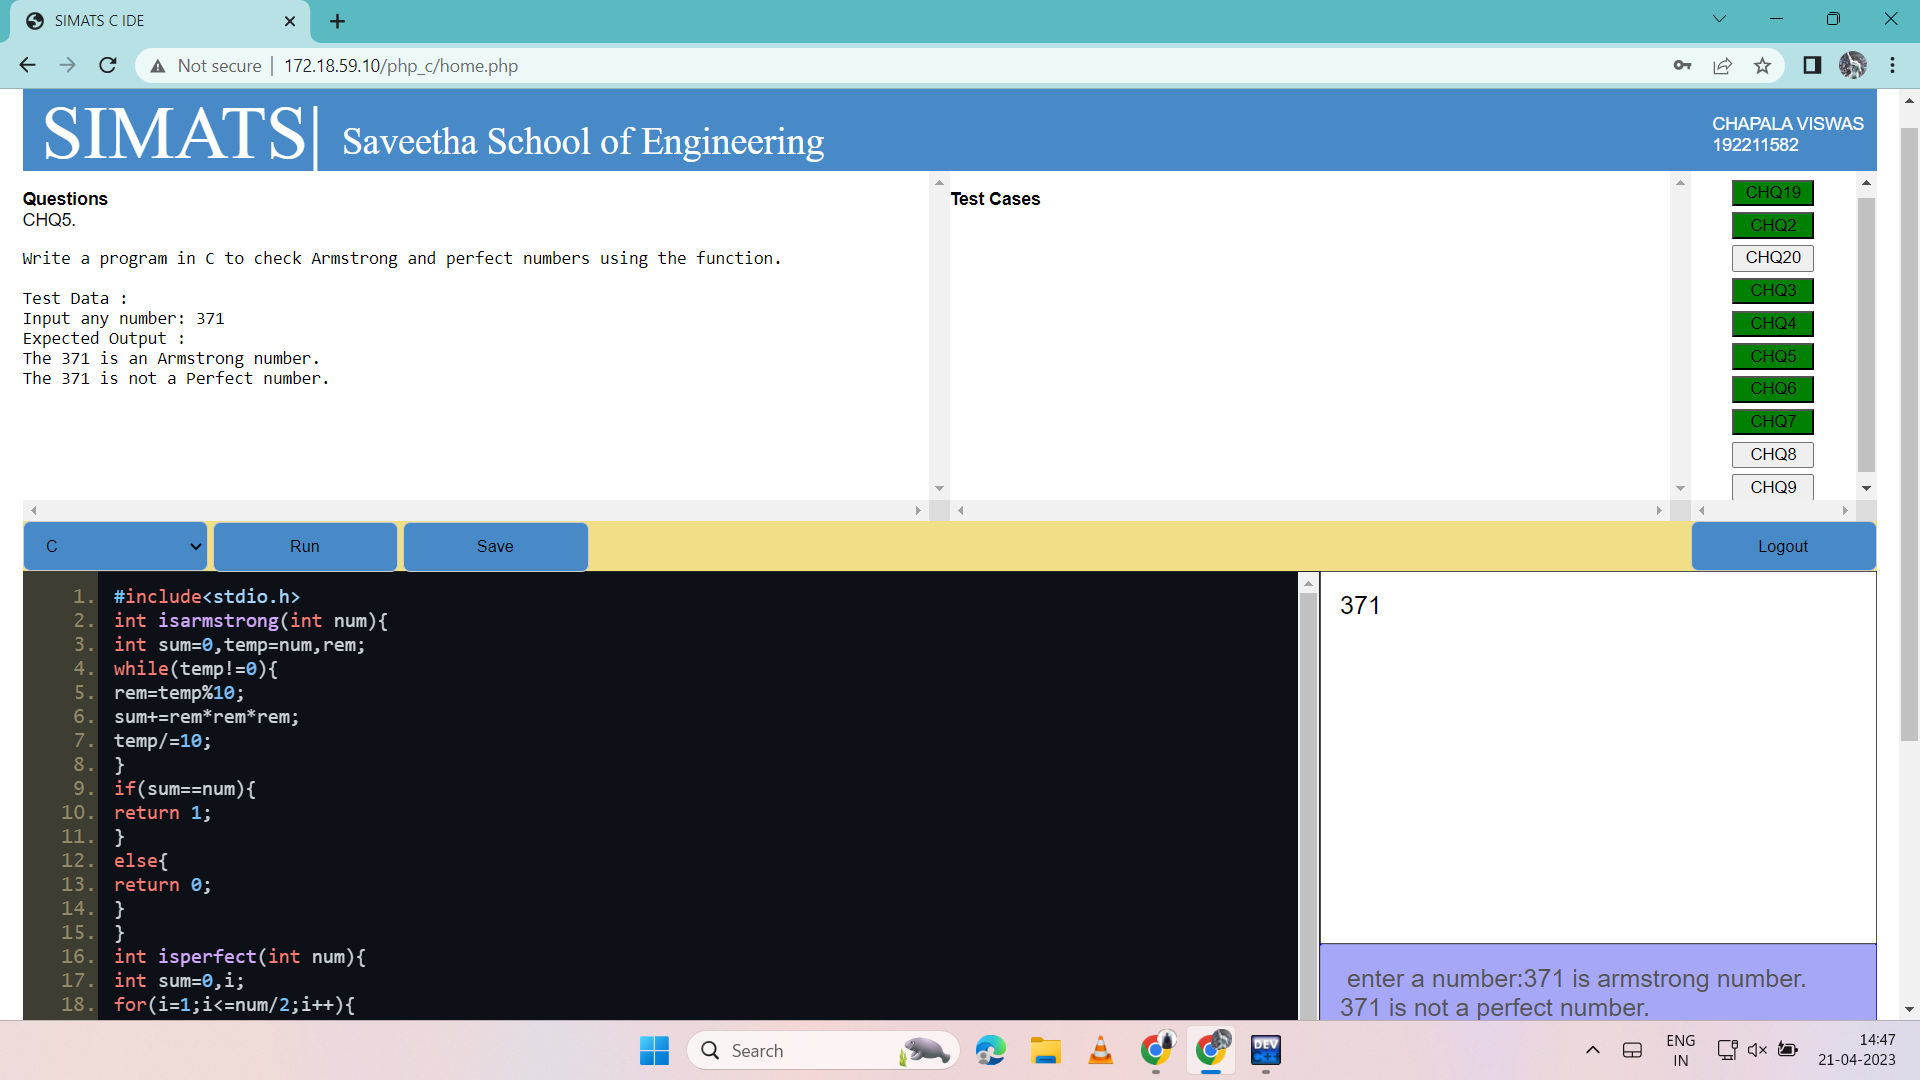 SIMATS C IDE
Not secure | 172.18.59.10/php_c/home.php
SIMATS| Saveetha School of Engineering
CHAPALA VISWAS
192211582
Questions
CHQ5.
Write a program in C to check Armstrong and perfect numbers using the function.
Test Data :
Input any number: 371
Expected Output :
The 371 is an Armstrong number.
The 371 is not a Perfect number.
Test Cases
CHQ19
CHQ2
CHQ20
CHQ3
CHQ4
CHQ5
CHQ6
CHQ7
CHQ8
CHQ9
C
Run
Save
Logout
1. #include<stdio.h>
2. int isarmstrong(int num){
3. int sum=0,temp=num,rem;
4. while(temp!=0){
5. rem=temp%10;
6. sum+=rem*rem*rem;
7. temp/=10;
8. }
9. if(sum==num){
10. return 1;
11. }
12. else{
13. return 0;
14. }
15. }
16. int isperfect(int num){
17. int sum=0,i;
18. for(i=1;i<=num/2;i++){
371
enter a number:371 is armstrong number.
371 is not a perfect number.
Search
DEV
C++
ENG
IN
14:47
21-04-2023